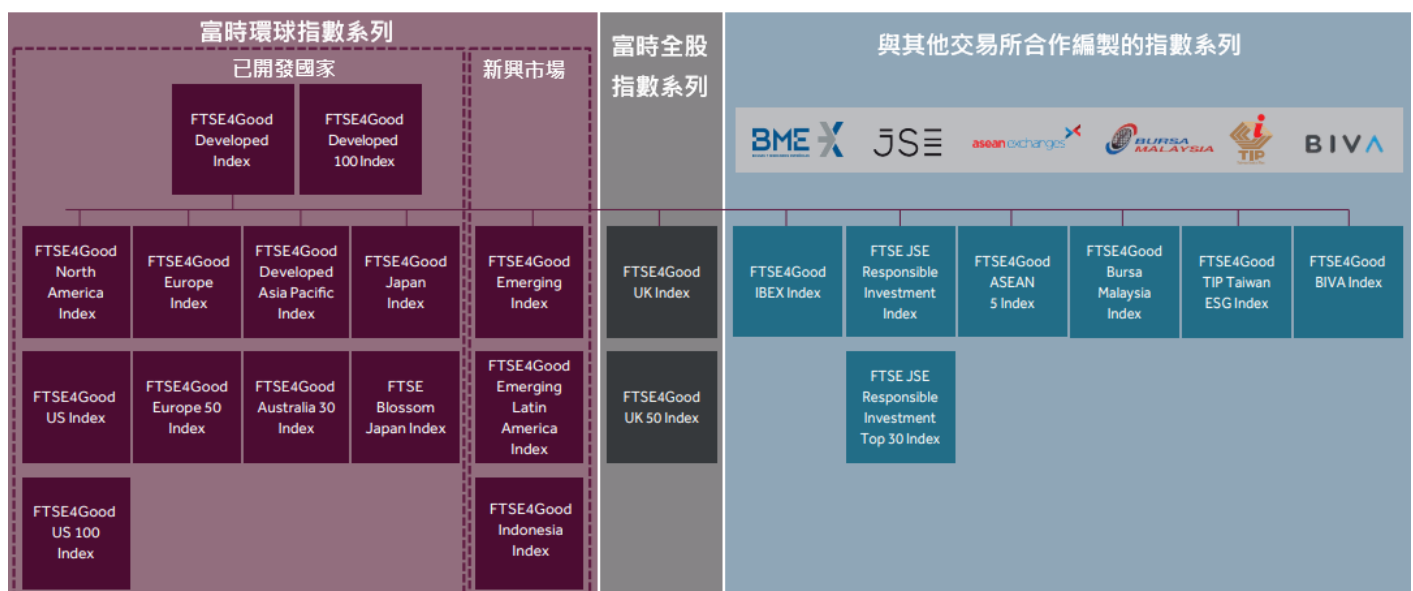 富時環球指數系列
已開發國家
新興市場
富時全股
指數系列
與其他交易所合作編製的指數系列
FTSE4Good
Developed
Index
FTSE4Good
Developed
100 Index
BME X
JSE
asean exchanges
BURSA
MALAYSIA
TIP
BIVA
FTSE4Good
North
America
Index
FTSE4Good
Europe
Index
FTSE4Good
Developed
Asia Pacific
Index
FTSE4Good
Japan
Index
FTSE4Good
Emerging
Index
FTSE4Good
UK Index
FTSE4Good
IBEX Index
FTSE JSE
Responsible
Investment
Index
FTSE4Good
ASEAN
5 Index
FTSE4Good
Bursa
Malaysia
Index
FTSE4Good
TIP Taiwan
ESG Index
FTSE4Good
BIVA Index
FTSE4Good
US Index
FTSE4Good
Europe 50
Index
FTSE4Good
Australia 30
Index
FTSE
Blossom
Japan Index
FTSE4Good
Emerging
Latin
America
Index
FTSE4Good
UK 50 Index
FTSE JSE
Responsible
Investment
Top 30 Index
FTSE4Good
US 100
Index
FTSE4Good
Indonesia
Index